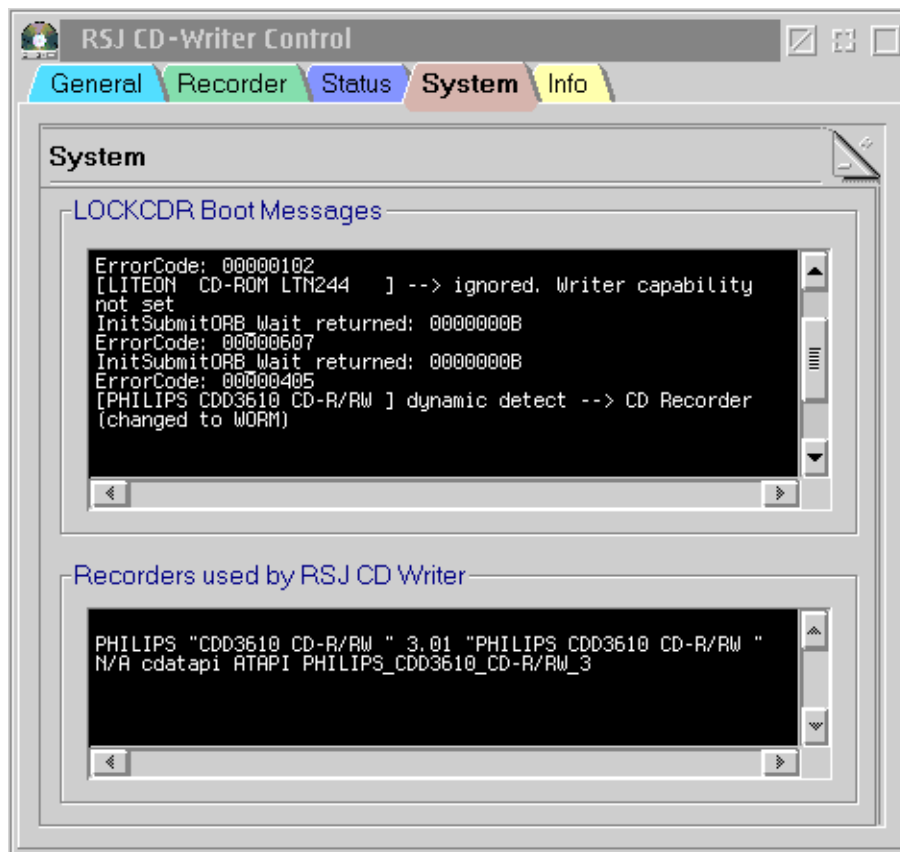 RSJ CD-Writer Control
General Recorder Status System Info
System
LOCKCDR Boot Messages
ErrorCode: 00000102
[LITEON  CD-ROM LTN244   ] --> ignored. Writer capability
not set
InitSubmitORB_Wait returned: 0000000B
ErrorCode: 00000607
InitSubmitORB_Wait returned: 0000000B
ErrorCode: 00000405
[PHILIPS CDD3610 CD-R/RW ] dynamic detect --> CD Recorder
(changed to WORM)
Recorders used by RSJ CD Writer
PHILIPS "CDD3610 CD-R/RW " 3.01 "PHILIPS CDD3610 CD-R/RW "
N/A cdatapi ATAPI PHILIPS_CDD3610_CD-R/RW_3